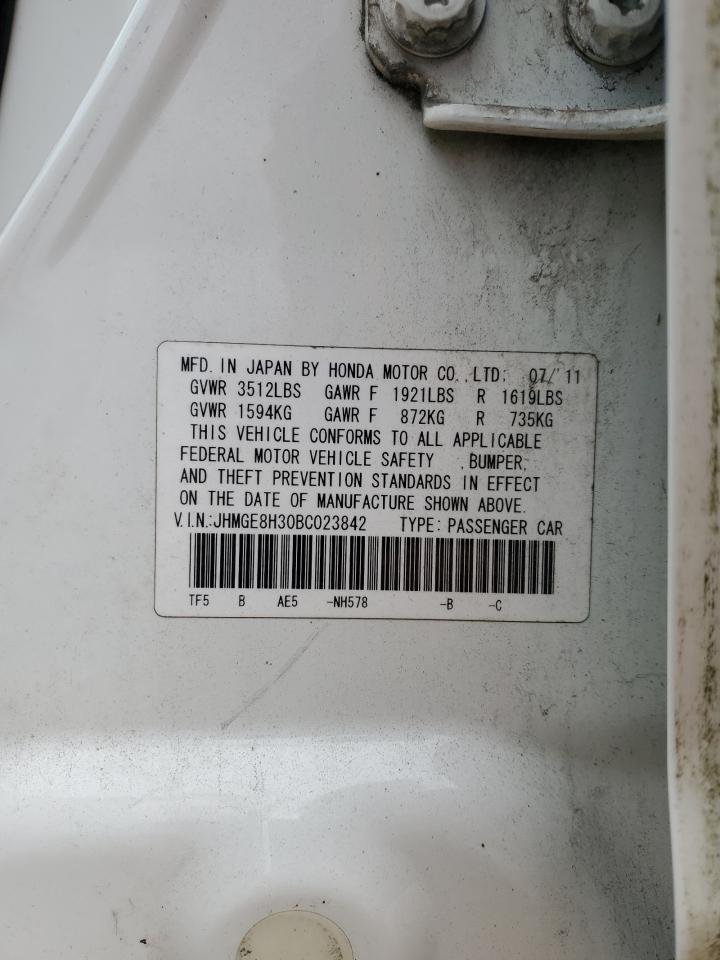 MFD. IN JAPAN BY HONDA MOTOR CO.,LTD. 07/'11
GVWR 3512LBS GAWR F 1921LBS R 1619LBS
GVWR 1594KG GAWR F 872KG R 735KG
THIS VEHICLE CONFORMS TO ALL APPLICABLE
FEDERAL MOTOR VEHICLE SAFETY ,BUMPER,
AND THEFT PREVENTION STANDARDS IN EFFECT
ON THE DATE OF MANUFACTURE SHOWN ABOVE.
V.I.N.:JHMGE8H30BC023842 TYPE: PASSENGER CAR
TF5 B AE5 -NH578 -B -C